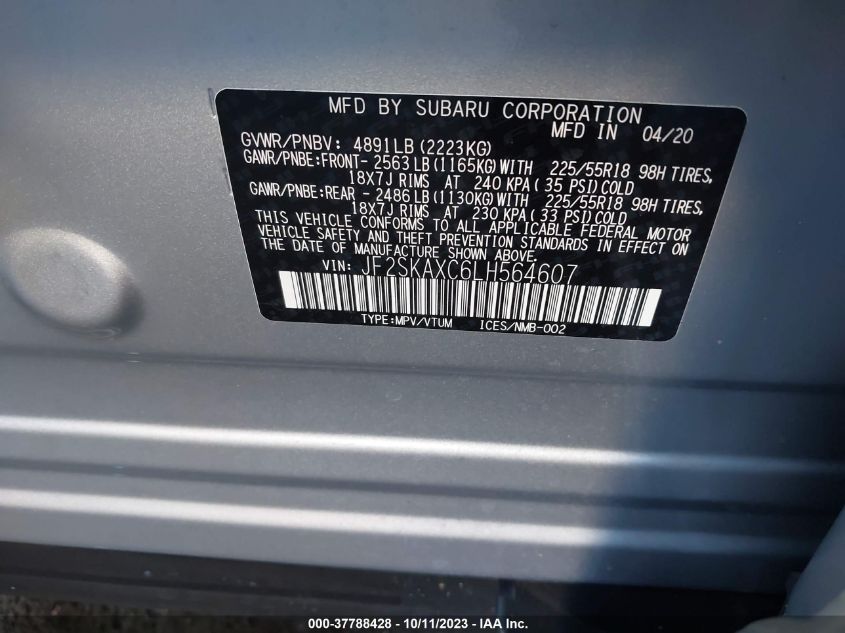 MFD BY SUBARU CORPORATION
MFD IN 04/20
GVWR/PNBV: 4891LB(2223KG)
GAWR/PNBE:FRONT- 2563LB(1165KG)WITH 225/55R18 98H TIRES,
18X7J RIMS AT 240 KPA( 35 PSI)COLD
GAWR/PNBE:REAR - 2486LB(1130KG)WITH 225/55R18 98H TIRES,
18X7J RIMS AT 230 KPA( 33 PSI)COLD
THIS VEHICLE CONFORMS TO ALL APPLICABLE FEDERAL MOTOR
VEHICLE SAFETY AND THEFT PREVENTION STANDARDS IN EFFECT ON
THE DATE OF MANUFACTURE SHOWN ABOVE.
VIN: JF2SKAXC6LH564607
TYPE:MPV/VTUM ICES/NMB-002
000-37788428 - 10/11/2023 - IAA Inc.